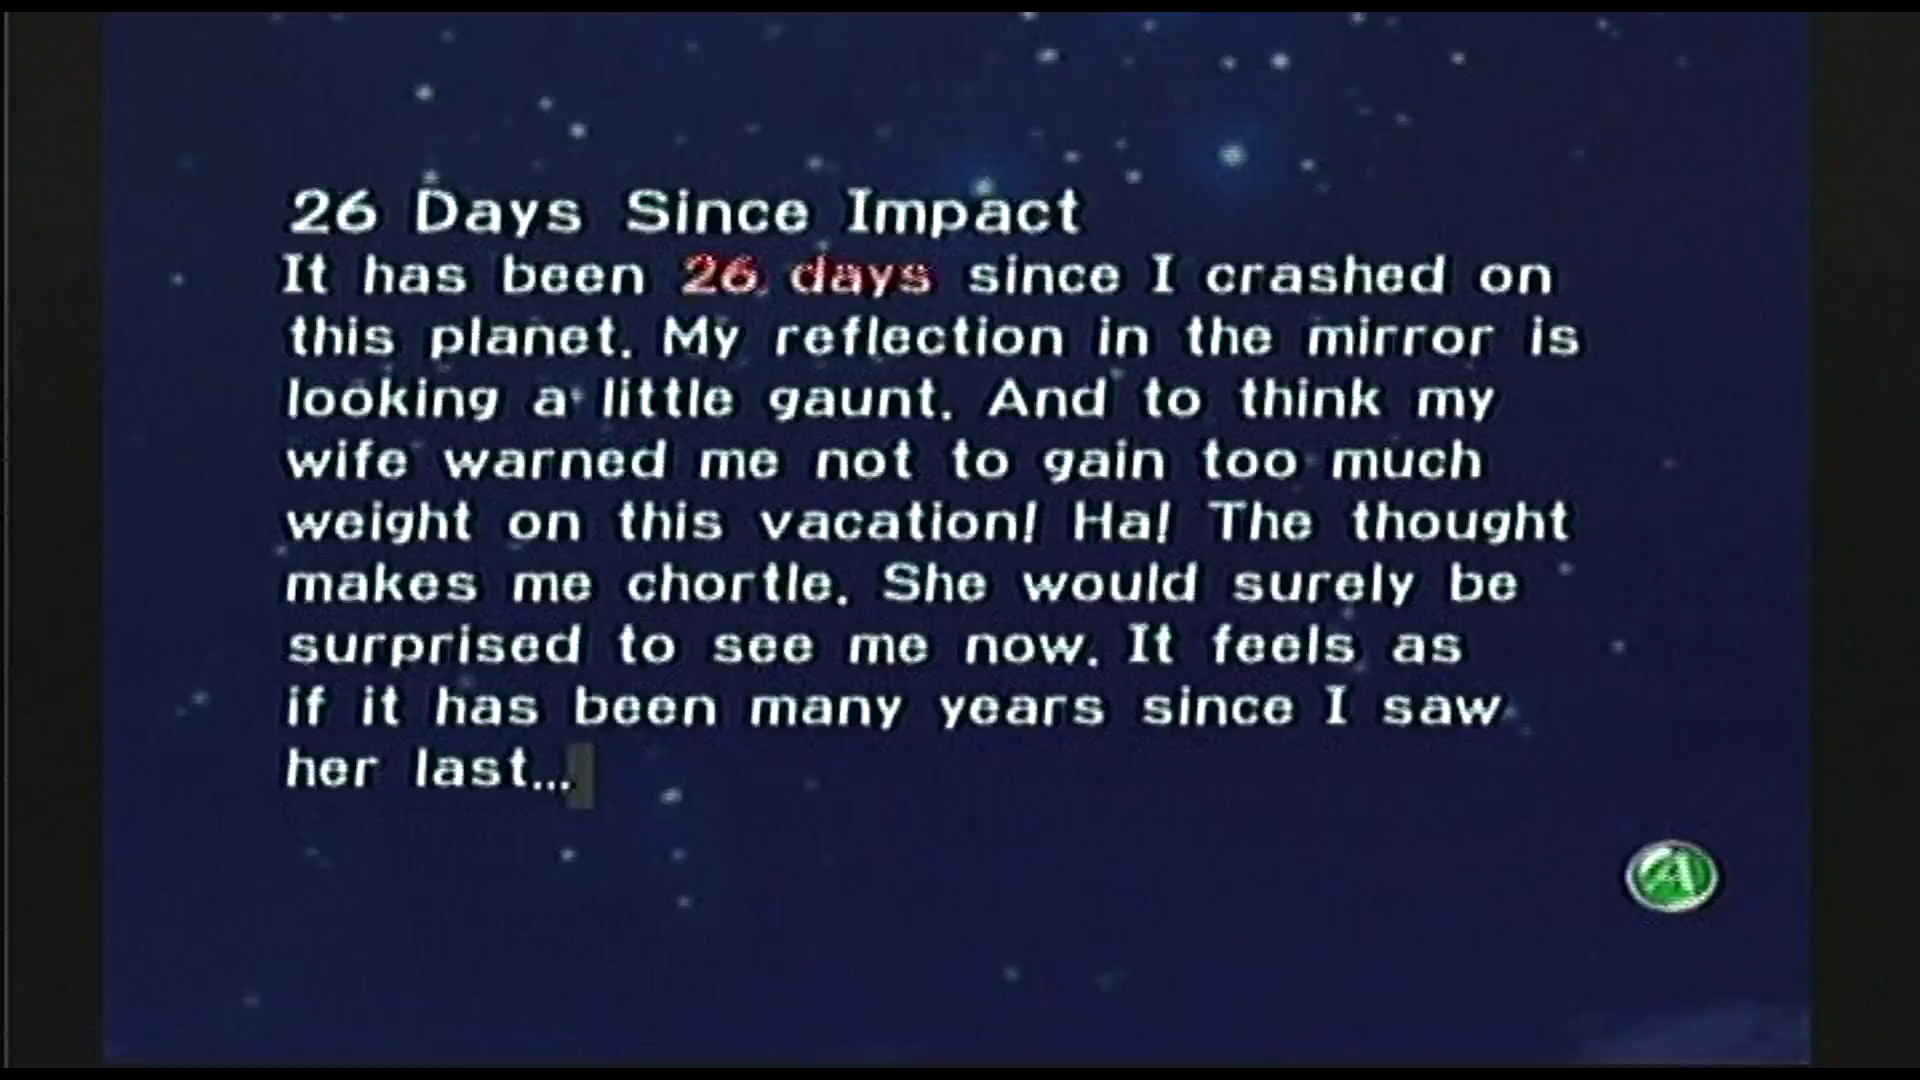 26 Days Since Impact
It has been 26 days since I crashed on
this planet. My reflection in the mirror is
looking a little gaunt. And to think my
wife warned me not to gain too much
weight on this vacation! Ha! The thought
makes me chortle. She would surely be
surprised to see me now. It feels as
if it has been many years since I saw
her last...
A